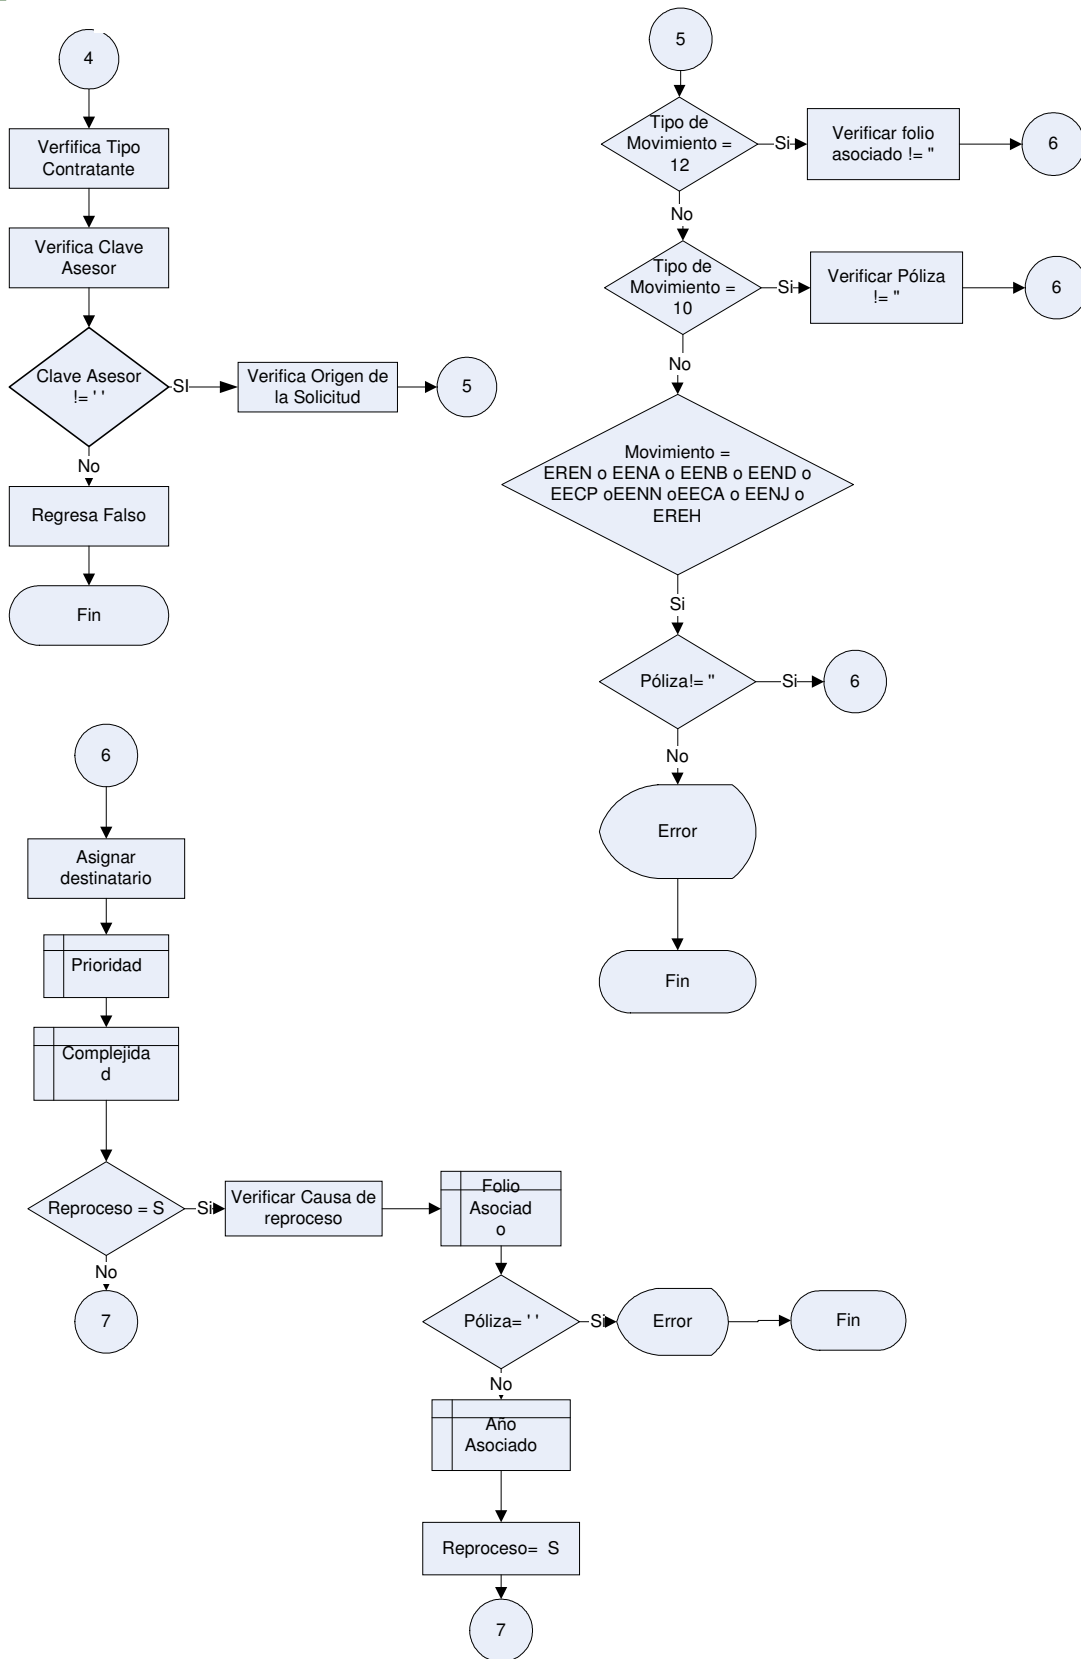 4
Verfifica Tipo
Contratante
Verifica Clave
Asesor
Clave Asesor
!= ' '
SI
Verifica Origen de
la Solicitud
5
No
Regresa Falso
Fin
5
Tipo de
Movimiento =
12
Si
Verificar folio
asociado != ''
6
No
Tipo de
Movimiento =
10
Si
Verificar Póliza
!= ''
6
No
Movimiento =
EREN o EENA o EENB o EEND o
EECP oEENN oEECA o EENJ o
EREH
Si
Póliza!= ''
Si
6
No
Error
Fin
6
Asignar
destinatario
Prioridad
Complejida
d
Reproceso = S
Si
Verificar Causa de
reproceso
Folio
Asociad
o
No
7
Póliza= ' '
Si
Error
Fin
No
Año
Asociado
Reproceso=  S
7